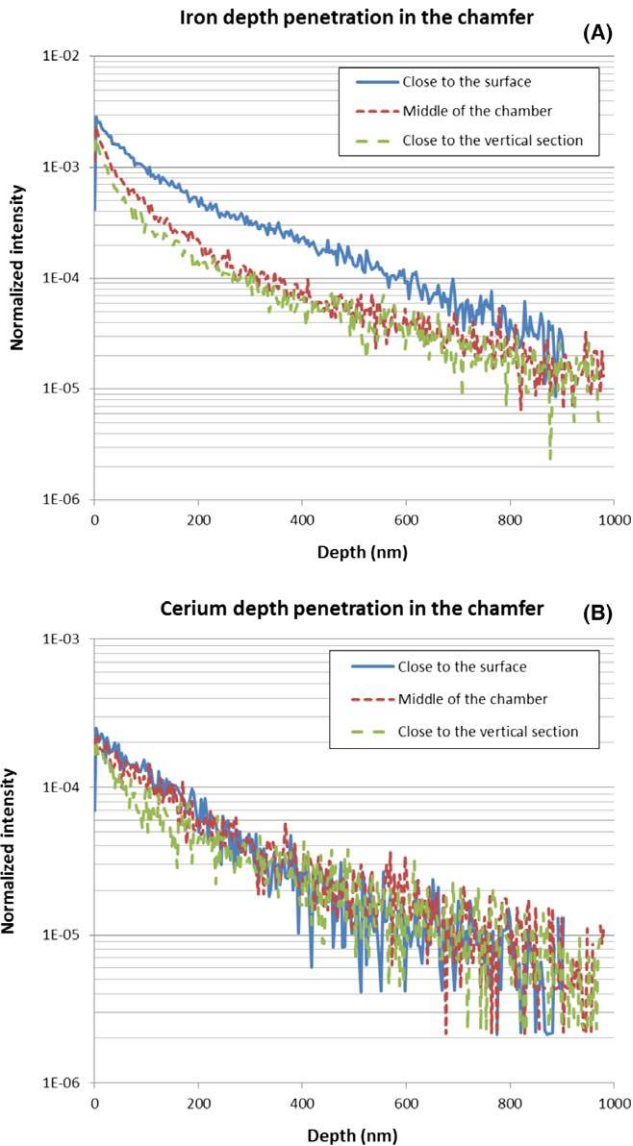 Iron depth penetration in the chamfer
(A)
1E-02
Close to the surface
Middle of the chamber
Close to the vertical section
1E-03
Normalized intensity
1E-04
1E-05
1E-06
0 200 400 600 800 1000
Depth (nm)
Cerium depth penetration in the chamfer
(B)
1E-03
Close to the surface
Middle of the chamber
Close to the vertical section
1E-04
Normalized intensity
1E-05
1E-06
0 200 400 600 800 1000
Depth (nm)